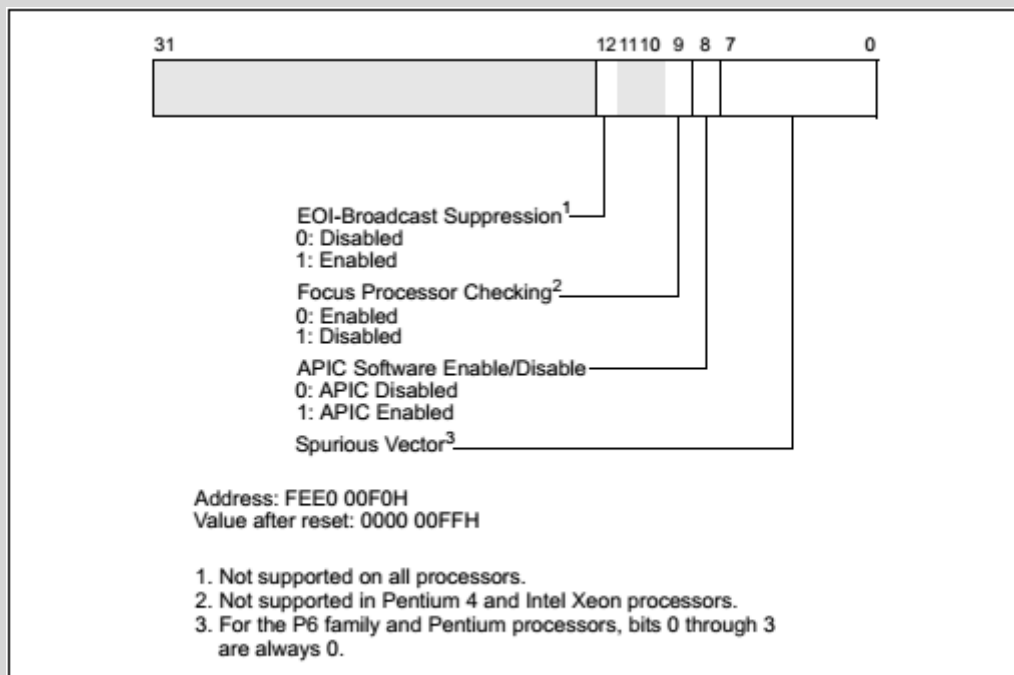 31 12 11 10 9 8 7 0
EOI-Broadcast Suppression1
0: Disabled
1: Enabled
Focus Processor Checking2
0: Enabled
1: Disabled
APIC Software Enable/Disable
0: APIC Disabled
1: APIC Enabled
Spurious Vector3
Address: FEE0 00F0H
Value after reset: 0000 00FFH
1. Not supported on all processors.
2. Not supported in Pentium 4 and Intel Xeon processors.
3. For the P6 family and Pentium processors, bits 0 through 3
are always 0.